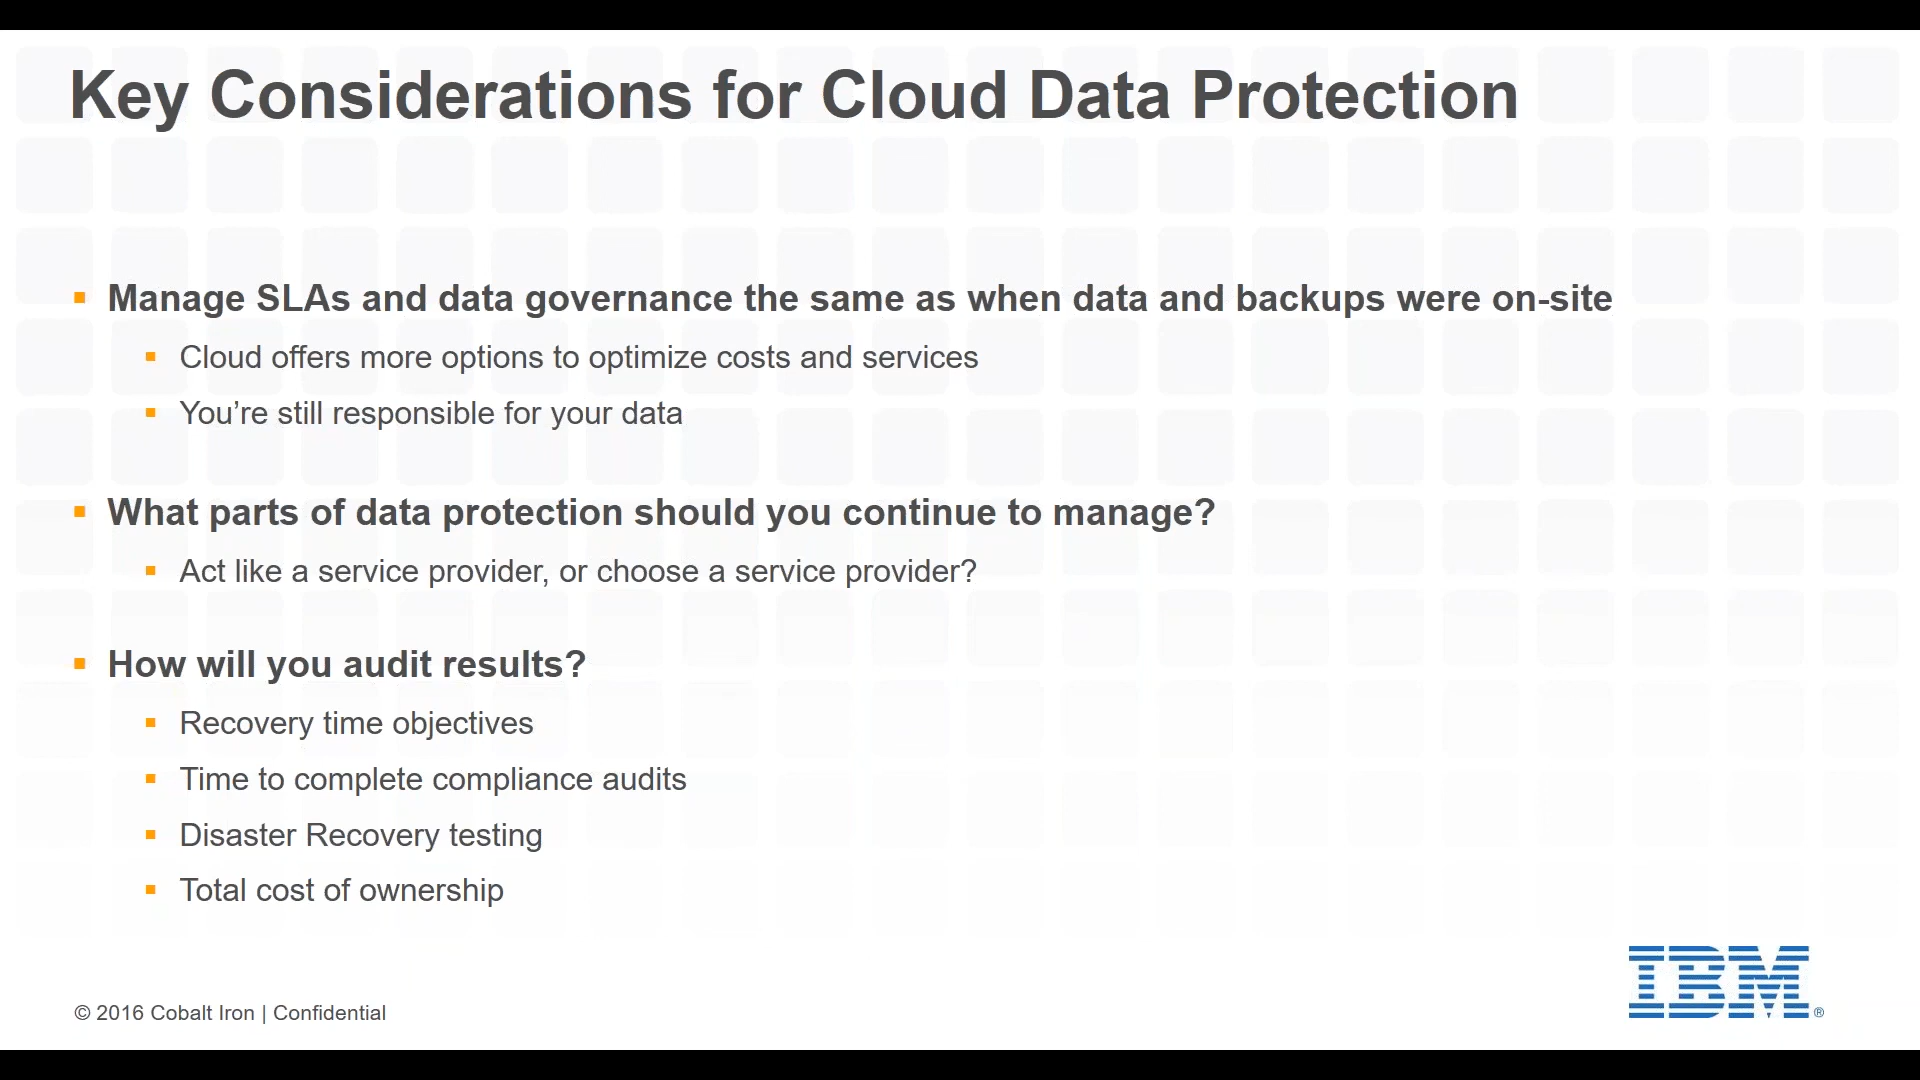 Key Considerations for Cloud Data Protection
Manage SLAs and data governance the same as when data and backups were on-site
Cloud offers more options to optimize costs and services
You’re still responsible for your data
What parts of data protection should you continue to manage?
Act like a service provider, or choose a service provider?
How will you audit results?
Recovery time objectives
Time to complete compliance audits
Disaster Recovery testing
Total cost of ownership
© 2016 Cobalt Iron | Confidential
IBM®